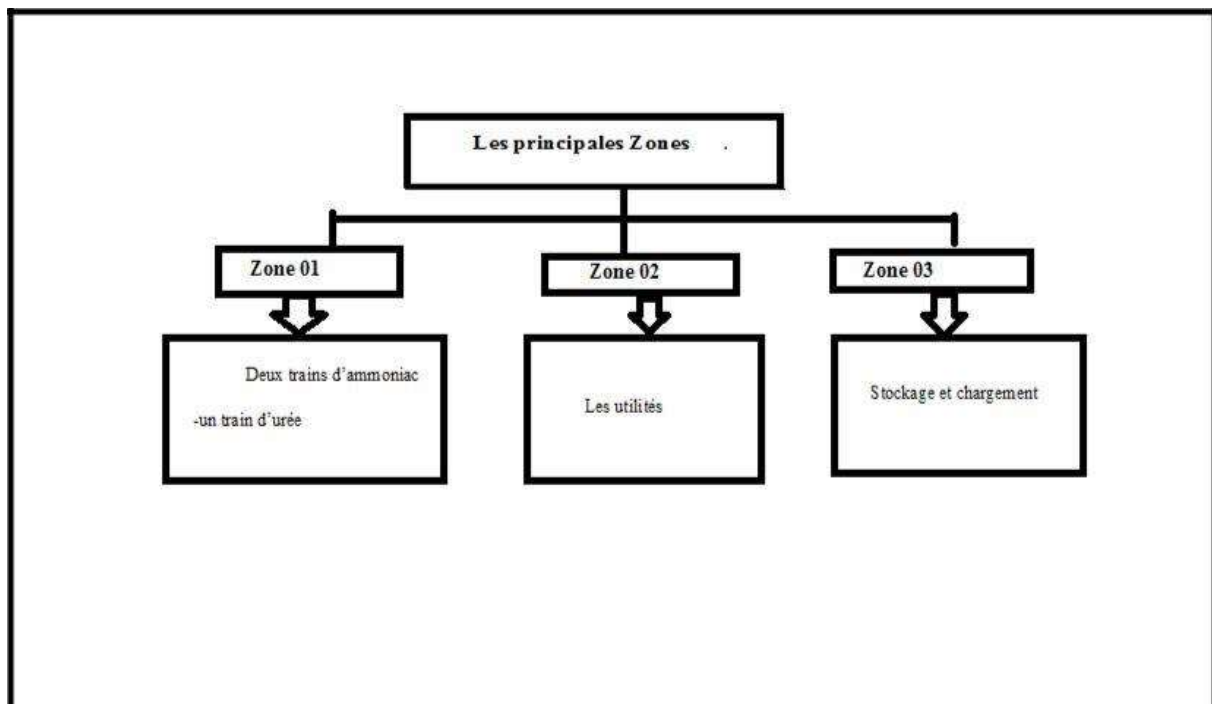 Les principales Zones .
Zone 01
Zone 02
Zone 03
Deux trains d’ammoniac
-un train d’urée
Les utilités
Stockage et chargement